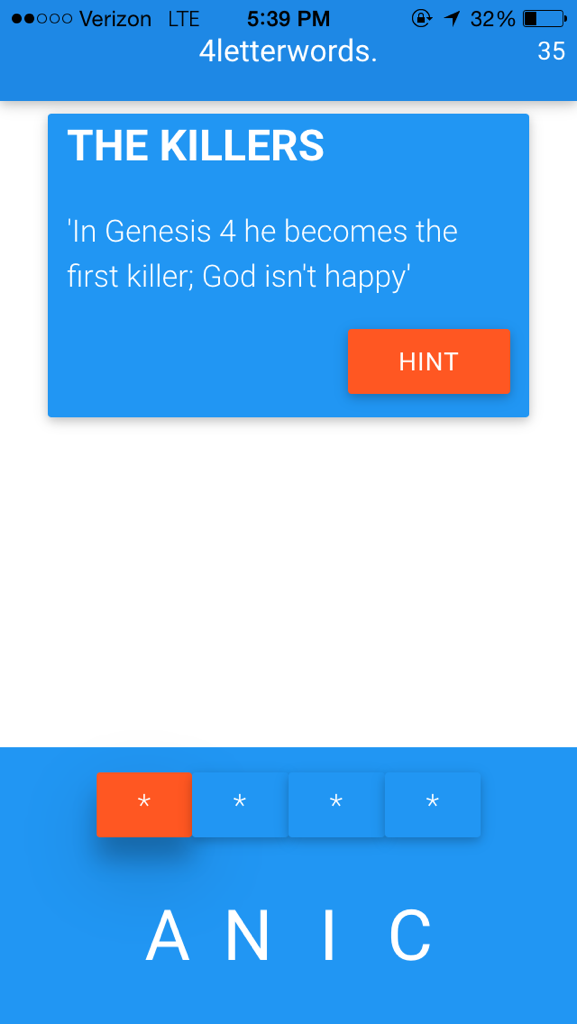 Verizon LTE 5:39 PM 32%
4letterwords. 35
THE KILLERS
'In Genesis 4 he becomes the
first killer; God isn't happy'
HINT
* * * *
A N I C